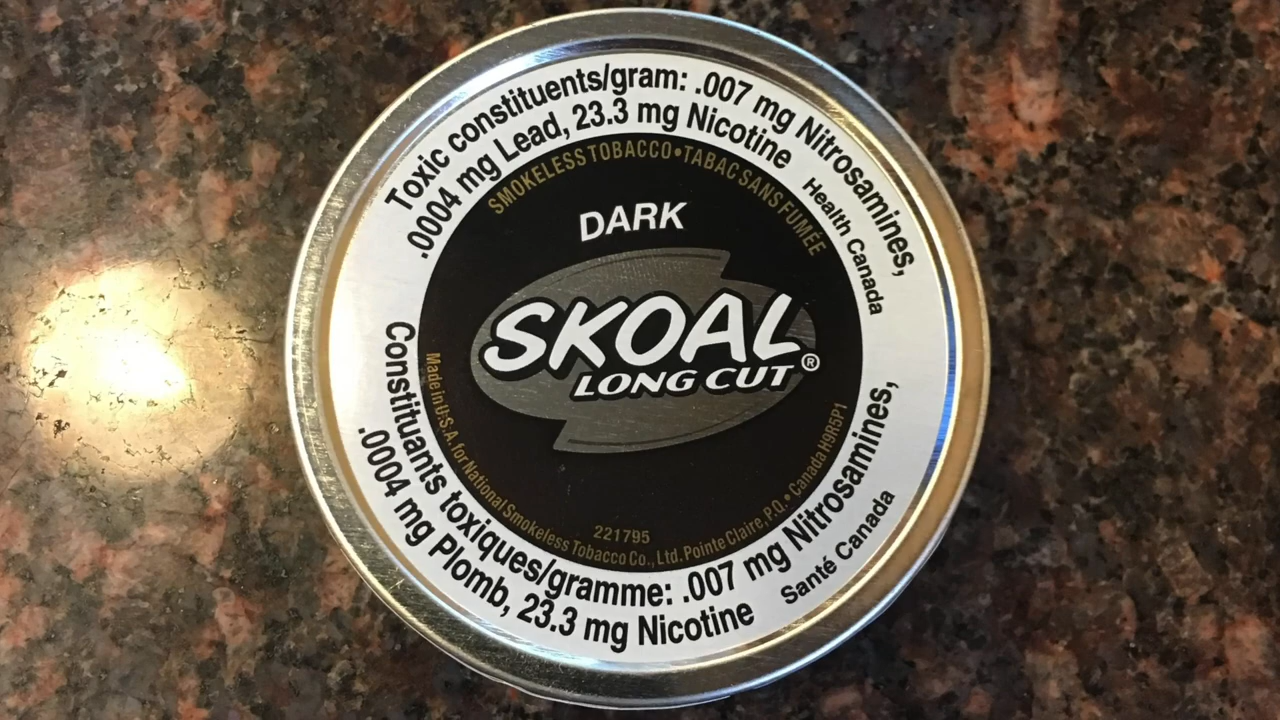 Toxic constituents/gram: .007 mg Nitrosamines,
.0004 mg Lead, 23.3 mg Nicotine
Health Canada
SMOKELESS TOBACCO•TABAC SANS FUMÉE
DARK
SKOAL®
LONG CUT
221795
Made in U.S.A. for National Smokeless Tobacco Co., Ltd. Pointe Claire, P.Q. • Canada H9R5P1
Constituants toxiques/gramme: .007 mg Nitrosamines,
.0004 mg Plomb, 23.3 mg Nicotine
Santé Canada